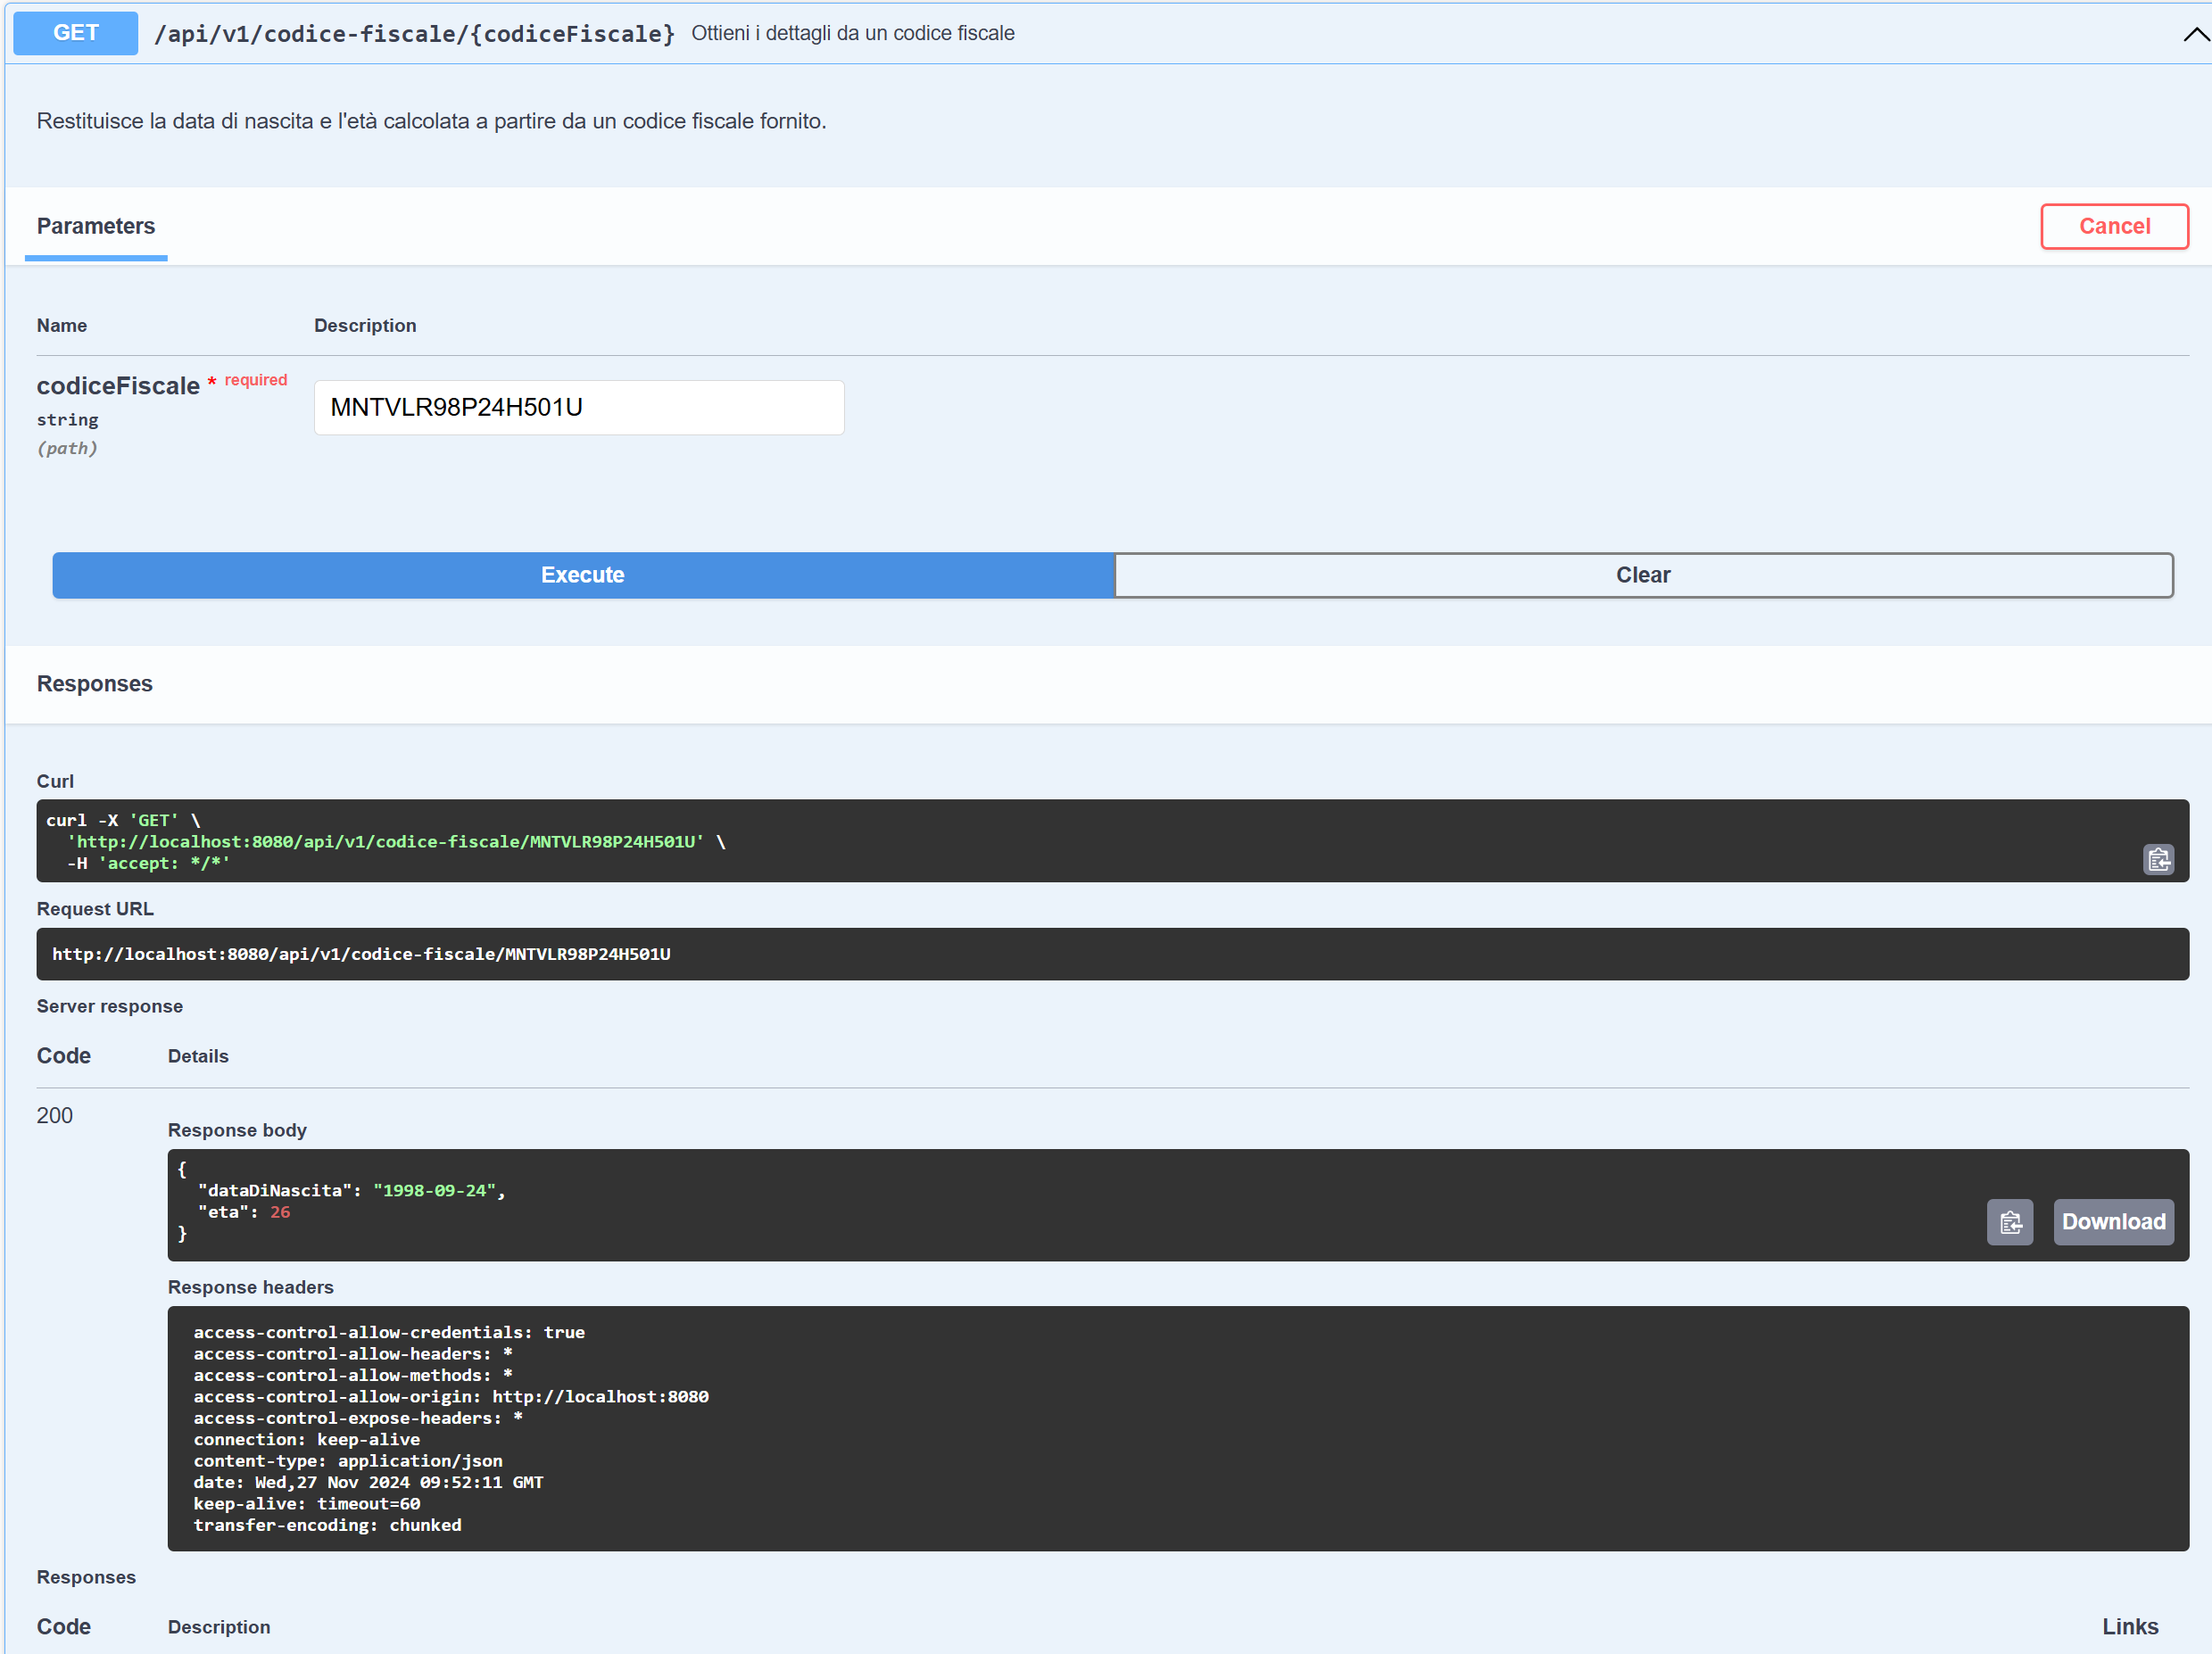 GET /api/v1/codice-fiscale/{codiceFiscale} Ottieni i dettagli da un codice fiscale
Restituisce la data di nascita e l'età calcolata a partire da un codice fiscale fornito.
Parameters
Cancel
Name Description
codiceFiscale * required
string
(path)
MNTVLR98P24H501U
Execute
Clear
Responses
Curl
curl -X 'GET' \
'http://localhost:8080/api/v1/codice-fiscale/MNTVLR98P24H501U' \
-H 'accept: */*'
Request URL
http://localhost:8080/api/v1/codice-fiscale/MNTVLR98P24H501U
Server response
Code Details
200
Response body
{
"dataDiNascita": "1998-09-24",
"eta": 26
}
Download
Response headers
access-control-allow-credentials: true
access-control-allow-headers: *
access-control-allow-methods: *
access-control-allow-origin: http://localhost:8080
access-control-expose-headers: *
connection: keep-alive
content-type: application/json
date: Wed,27 Nov 2024 09:52:11 GMT
keep-alive: timeout=60
transfer-encoding: chunked
Responses
Code Description Links